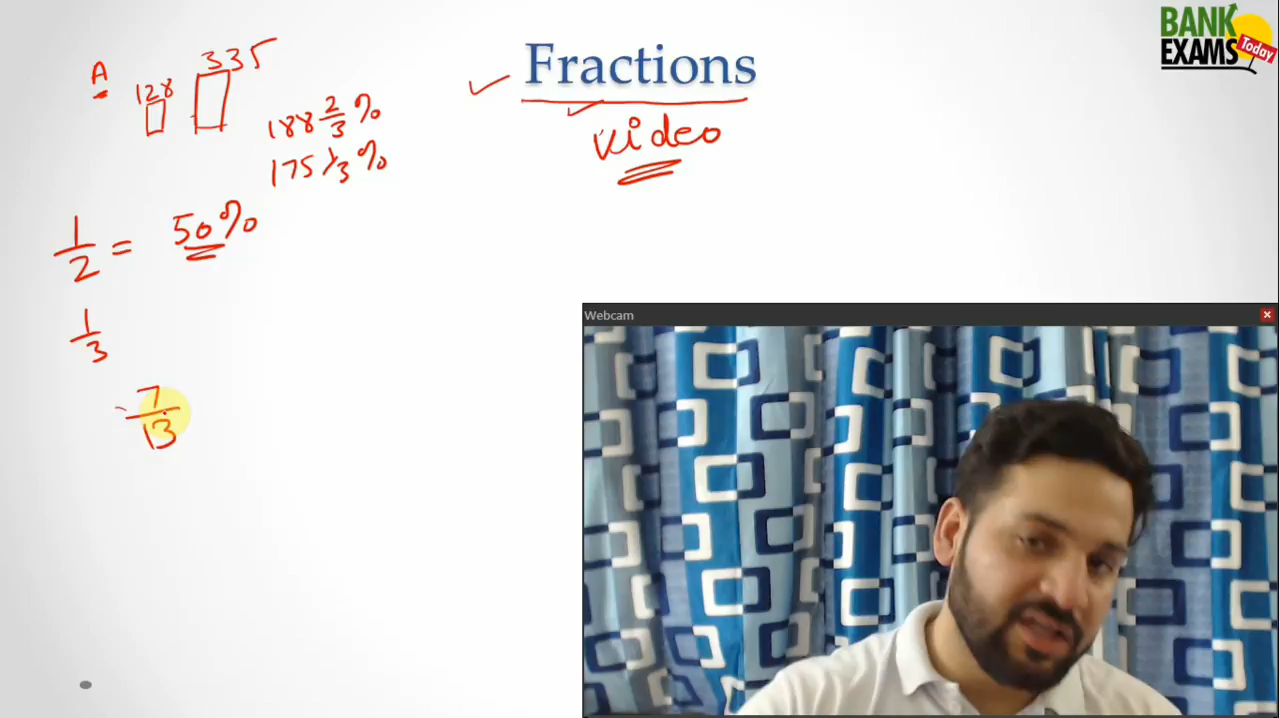 BANK
EXAMS
Today
Fractions
video
A
128
335
188 2/3 %
175 1/3 %
1/2 = 50%
1/3
7/13
Webcam